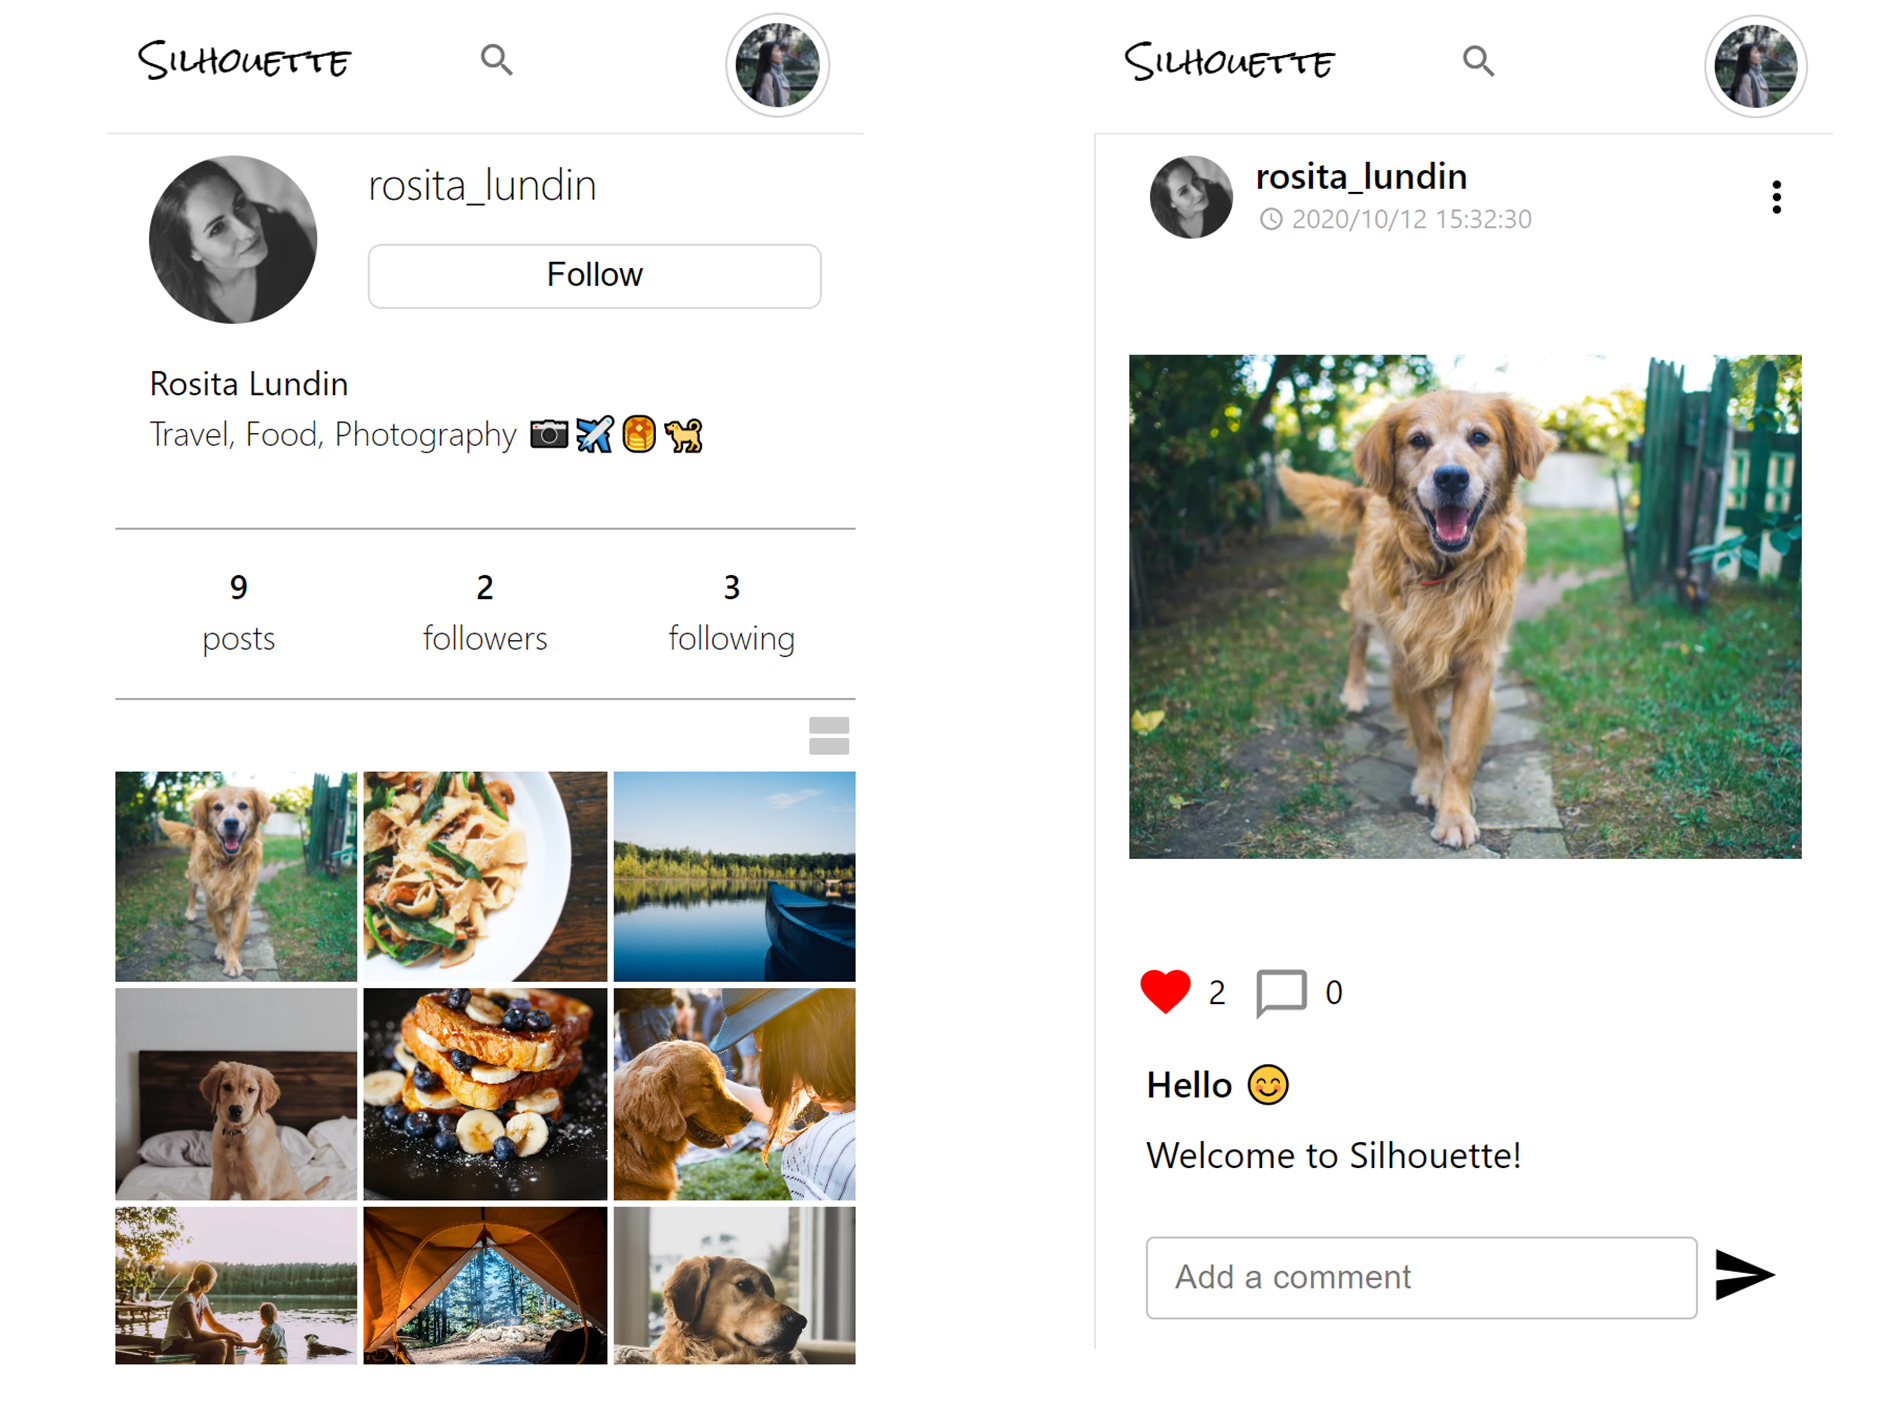 Silhouette
rosita_lundin
Follow
Rosita Lundin
Travel, Food, Photography 📷✈️🥞🐕
9
posts
2
followers
3
following
Silhouette
rosita_lundin
2020/10/12 15:32:30
2
0
Hello 😊
Welcome to Silhouette!
Add a comment